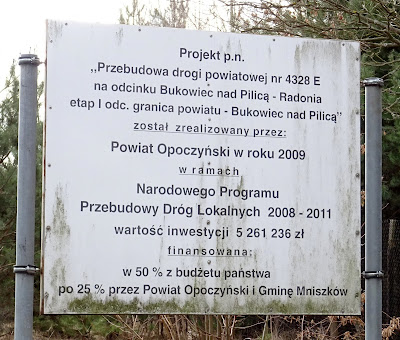 Projekt p.n.
„Przebudowa drogi powiatowej nr 4328 E
na odcinku Bukowiec nad Pilicą - Radonia
etap I odc. granica powiatu - Bukowiec nad Pilicą”
został zrealizowany przez:
Powiat Opoczyński w roku 2009
w ramach
Narodowego Programu
Przebudowy Dróg Lokalnych 2008 - 2011
wartość inwestycji 5 261 236 zł
finansowana:
w 50 % z budżetu państwa
po 25 % przez Powiat Opoczyński i Gminę Mniszków